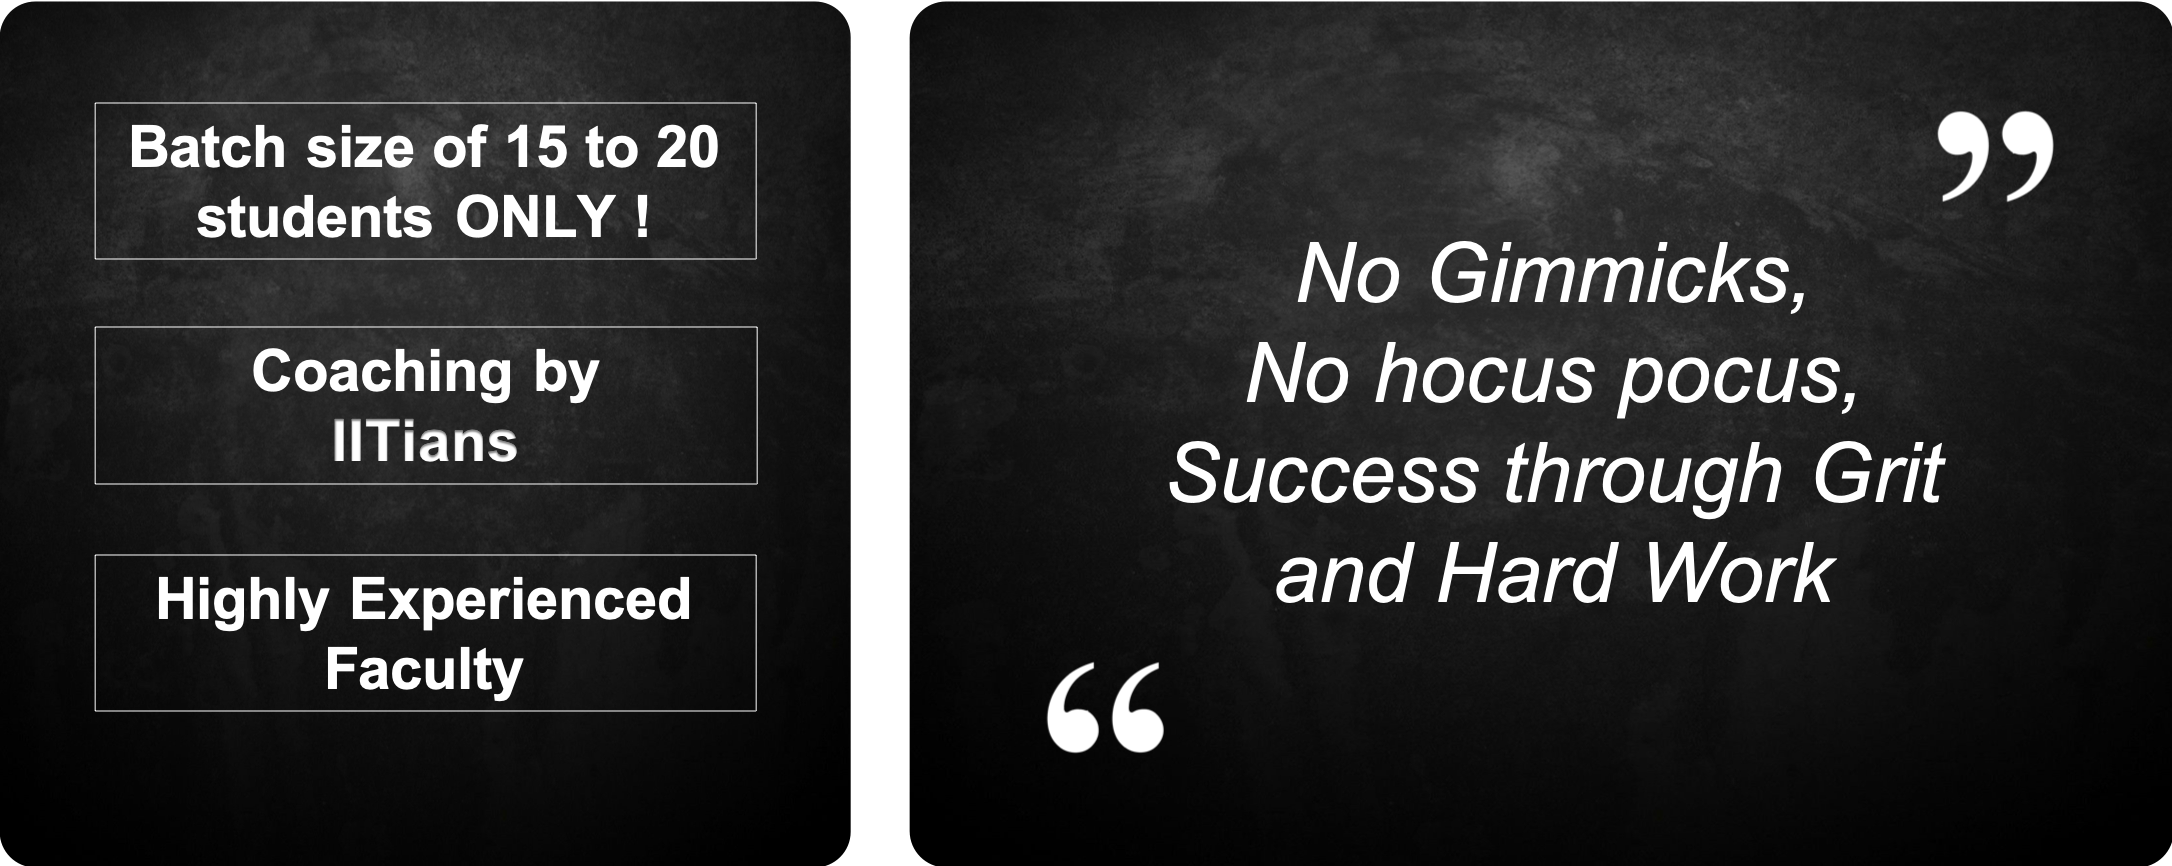 Batch size of 15 to 20
students ONLY !
Coaching by
IITians
Highly Experienced
Faculty
”
No Gimmicks,
No hocus pocus,
Success through Grit
and Hard Work
“